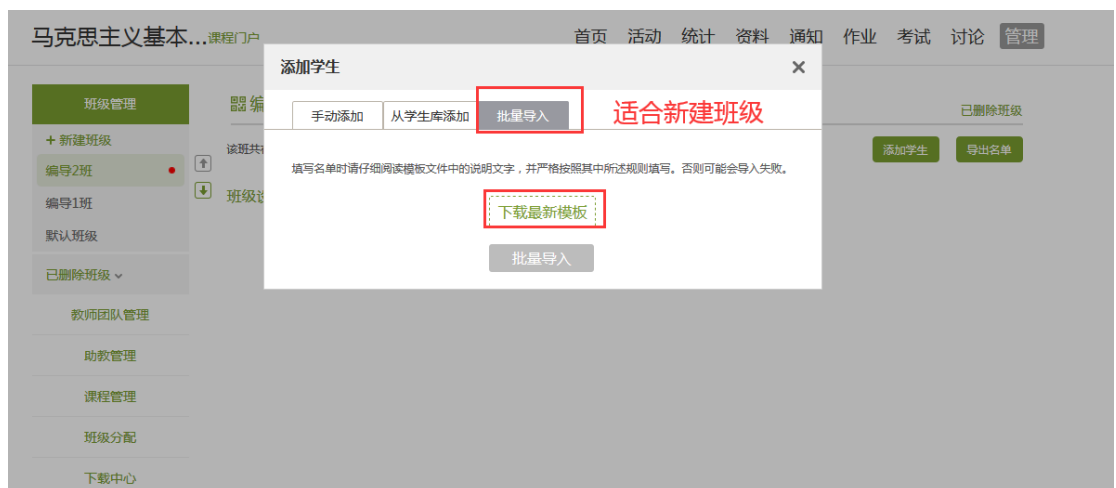 马克思主义基本...课程门户
首页 活动 统计 资料 通知 作业 考试 讨论 管理
添加学生
手动添加 从学生库添加 批量导入
适合新建班级
填写名单时请仔细阅读模板文件中的说明文字，并严格按照其中所述规则填写。否则可能会导入失败。
下载最新模板
批量导入
班级管理
+ 新建班级
编导2班
编导1班
默认班级
已删除班级
教师团队管理
助教管理
课程管理
班级分配
下载中心
编
已删除班级
该班共
添加学生 导出名单
班级